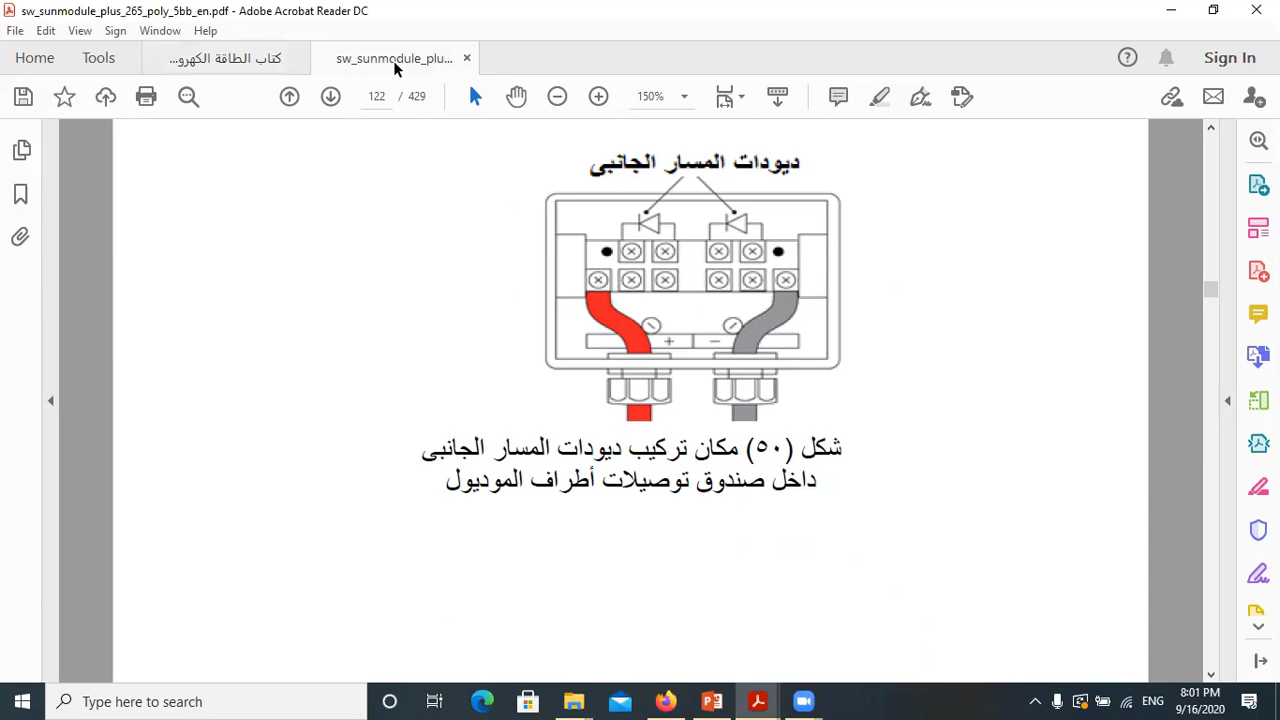 sw_sunmodule_plus_265_poly_5bb_en.pdf - Adobe Acrobat Reader DC
File Edit View Sign Window Help
Home Tools كتاب الطاقة الكهرو... sw_sunmodule_plu... ×
Sign In
122 / 429
150%
ديودات المسار الجانبى
+ −
شكل (٥٠) مكان تركيب ديودات المسار الجانبى
داخل صندوق توصيلات أطراف الموديول
Type here to search
ENG
8:01 PM
9/16/2020